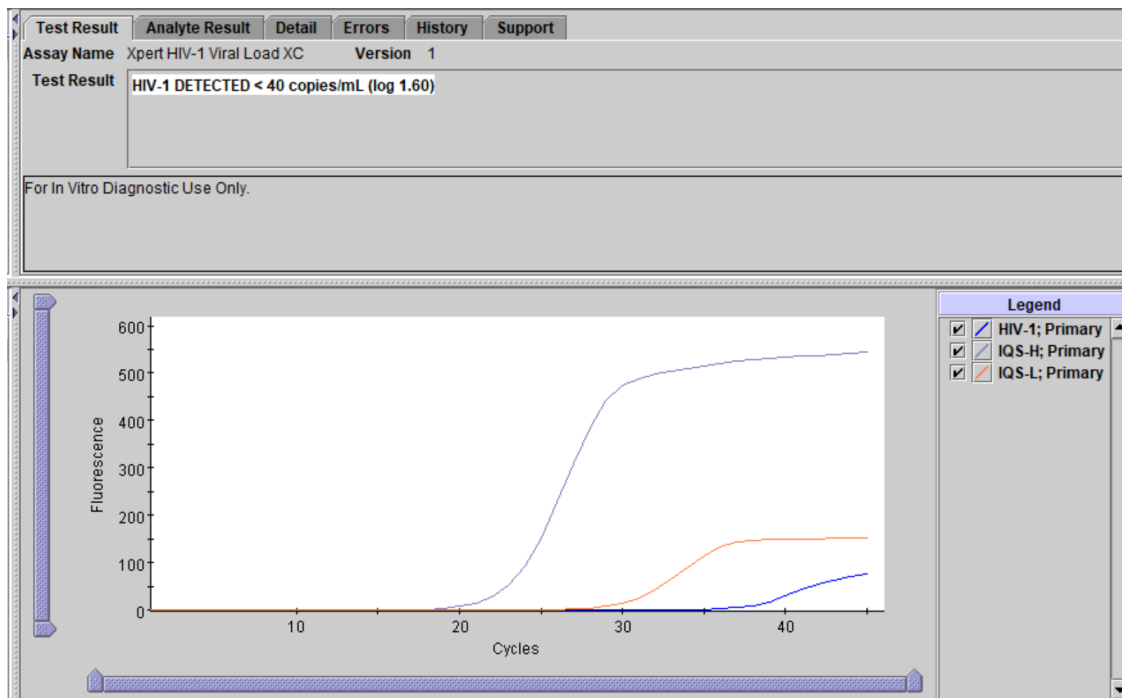 Test Result Analyte Result Detail Errors History Support
Assay Name Xpert HIV-1 Viral Load XC Version 1
Test Result HIV-1 DETECTED < 40 copies/mL (log 1.60)
For In Vitro Diagnostic Use Only.
Legend
HIV-1; Primary
IQS-H; Primary
IQS-L; Primary
600
500
400
300
200
100
0
Fluorescence
10 20 30 40
Cycles